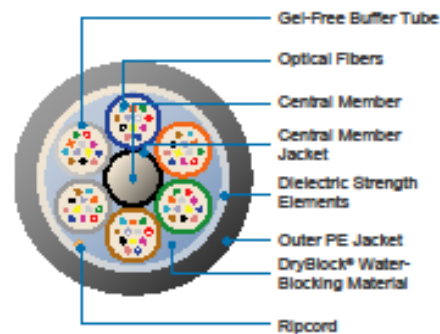 Gel-Free Buffer Tube
Optical Fibers
Central Member
Central Member
Jacket
Dielectric Strength
Elements
Outer PE Jacket
DryBlock® Water-
Blocking Material
Ripcord